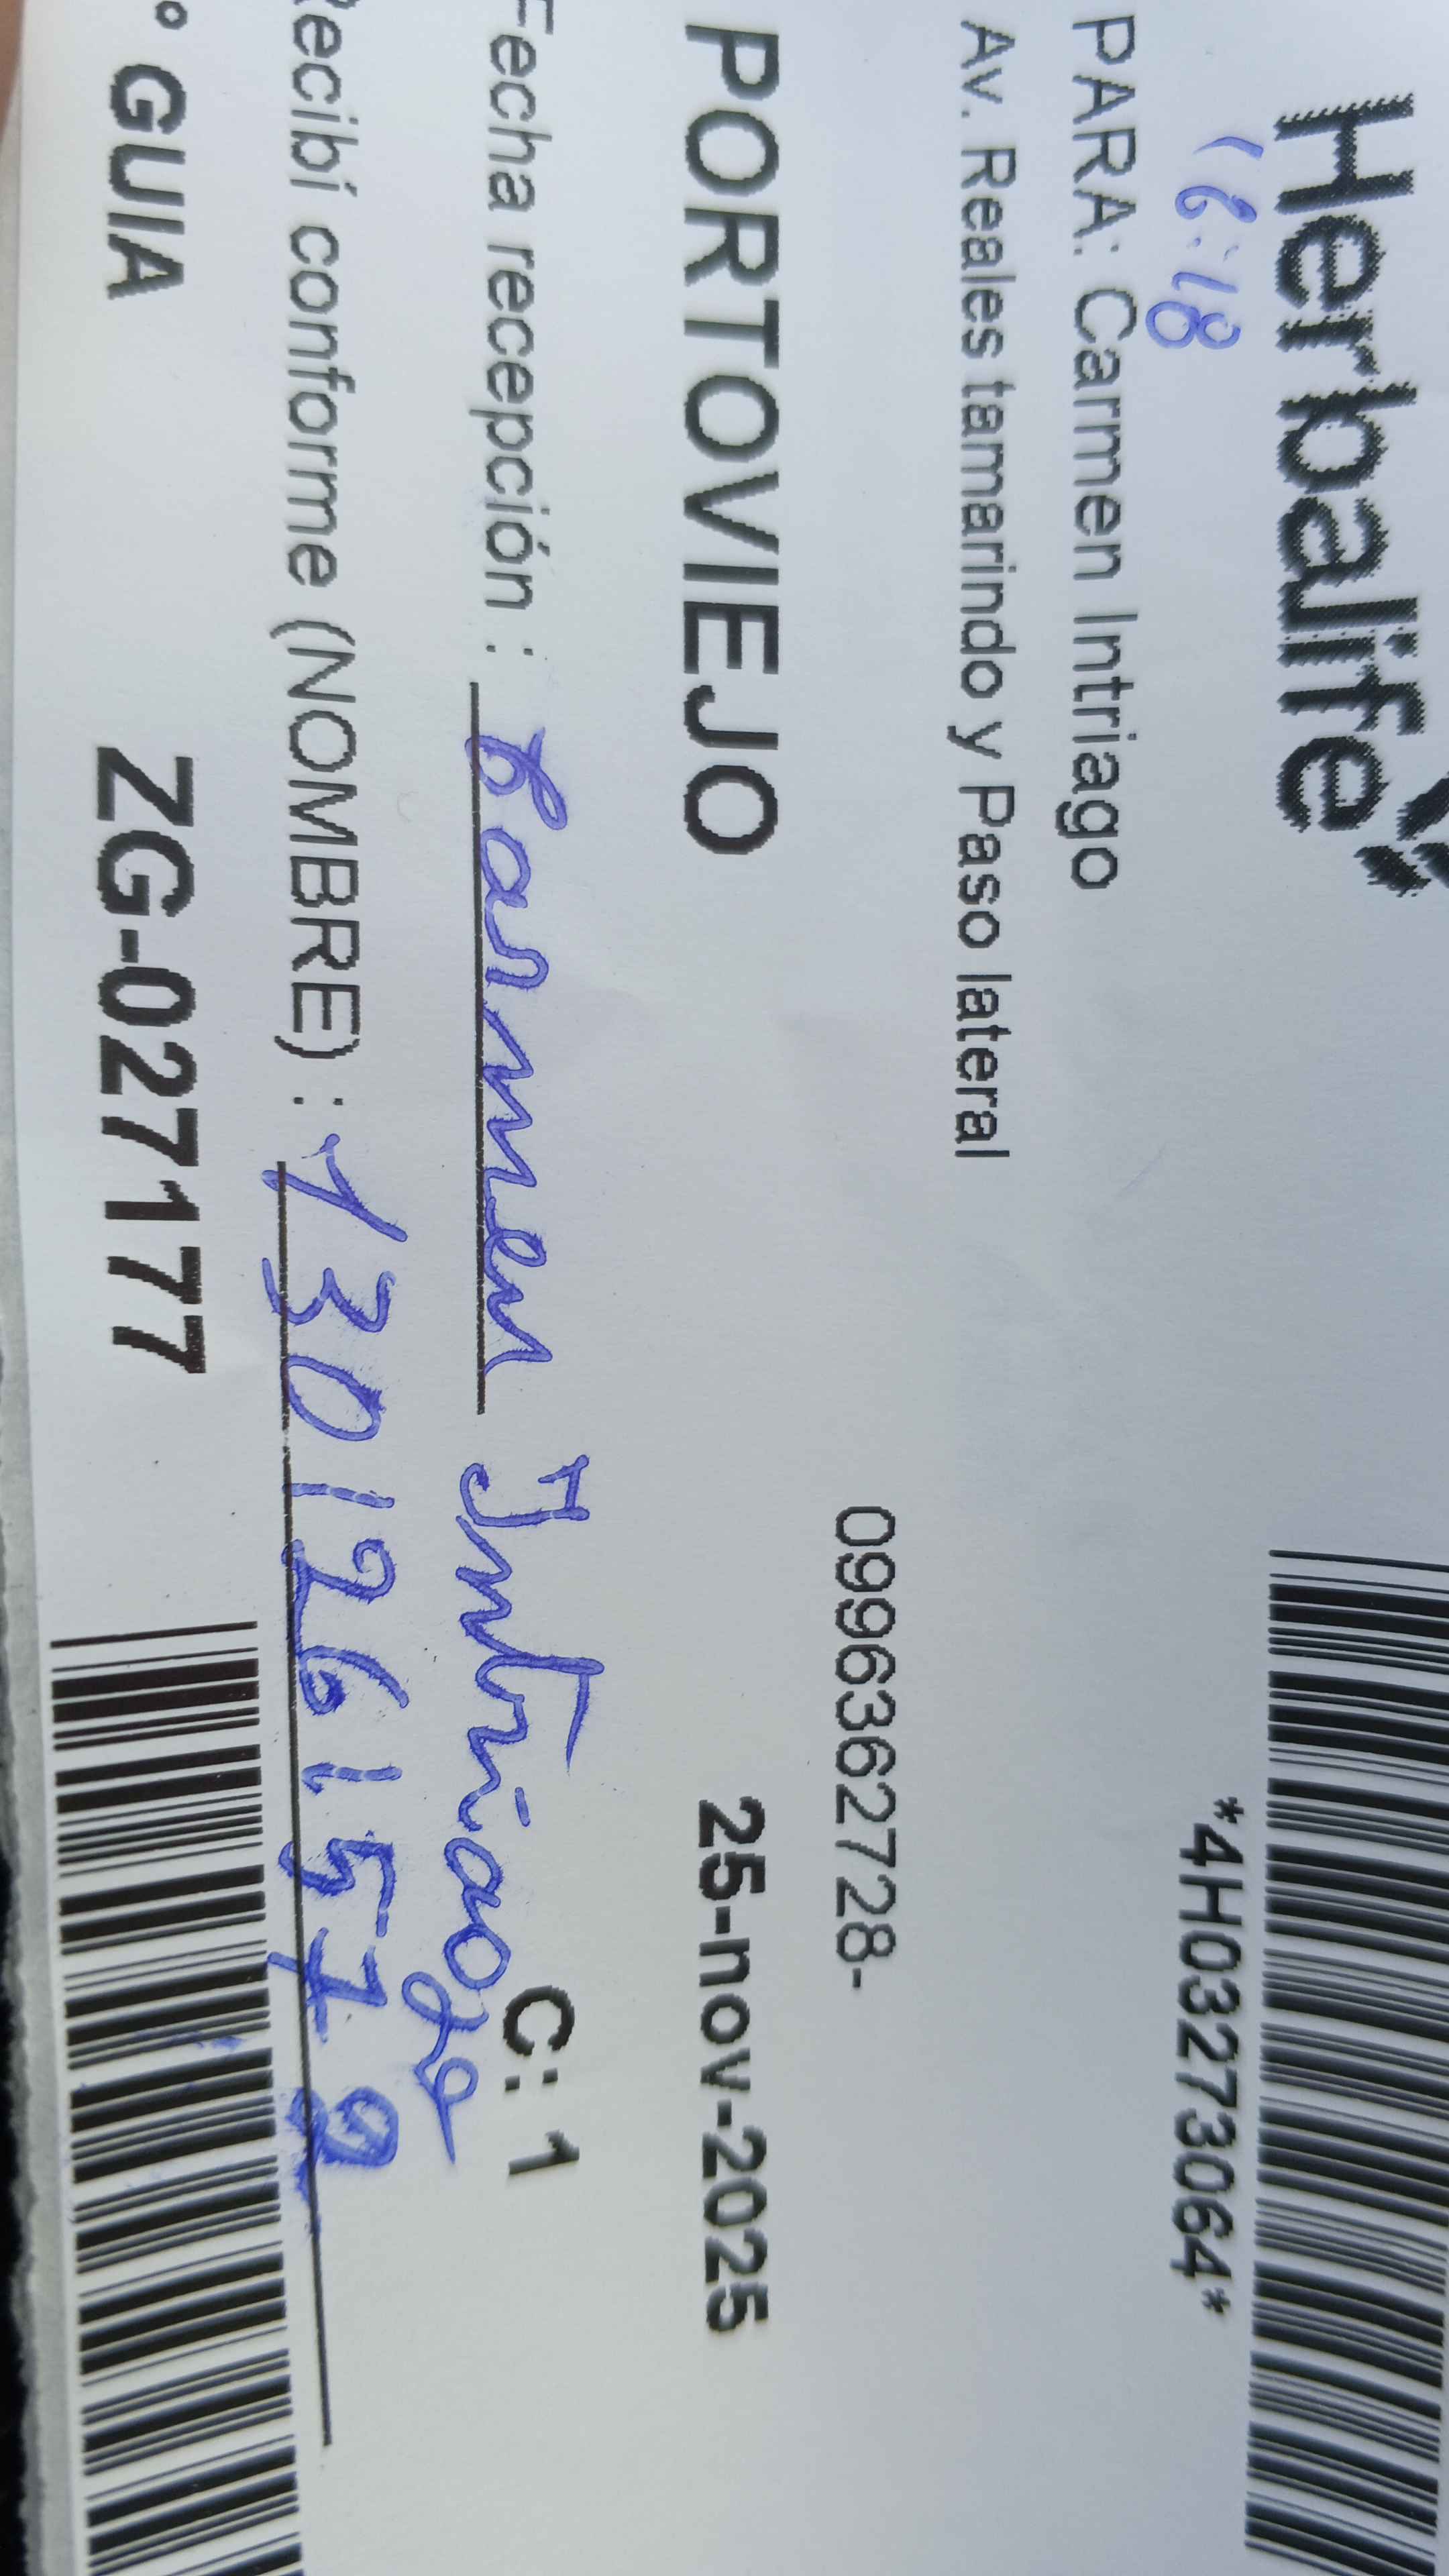 Herbalife
16:18
*4H03273064*
PARA: Carmen Intriago
Av. Reales tamarindo y Paso lateral
0996362728-
PORTOVIEJO 25-nov-2025
Fecha recepción : Carmen Intriago C: 1
Recibí conforme (NOMBRE) :
° GUIA ZG-027177